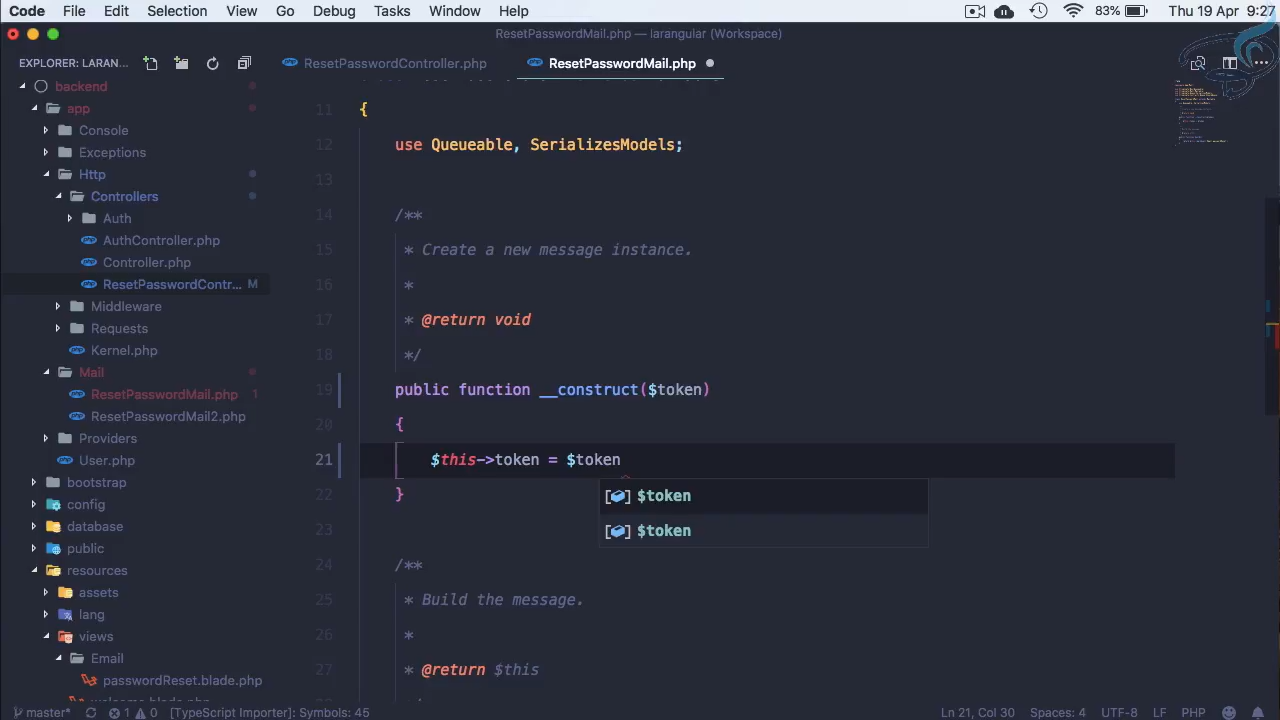 Code File Edit Selection View Go Debug Tasks Window Help 83% Thu 19 Apr 9:27
ResetPasswordMail.php — larangular (Workspace)
EXPLORER: LARAN... ResetPasswordController.php ResetPasswordMail.php
backend
app
Console
Exceptions
Http
Controllers
Auth
AuthController.php
Controller.php
ResetPasswordContr... M
Middleware
Requests
Kernel.php
Mail
ResetPasswordMail.php 1
ResetPasswordMail2.php
Providers
User.php
bootstrap
config
database
public
resources
assets
lang
views
Email
passwordReset.blade.php
welcome.blade.php
11 {
12 use Queueable, SerializesModels;
13
14 /**
15 * Create a new message instance.
16 *
17 * @return void
18 */
19 public function __construct($token)
20 {
21 $this->token = $token
$token
$token
22 }
23
24 /**
25 * Build the message.
26 *
27 * @return $this
master* 1 0 [TypeScript Importer]: Symbols: 45 Ln 21, Col 30 Spaces: 4 UTF-8 LF PHP